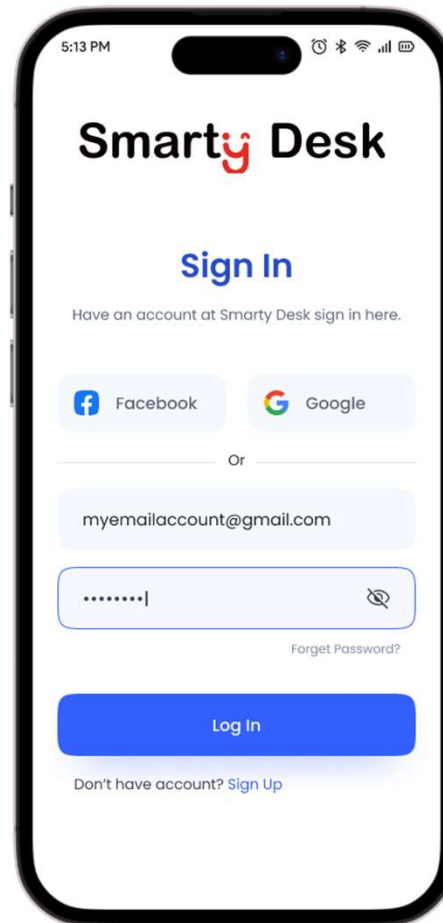 5:13 PM
Smarty Desk
Sign In
Have an account at Smarty Desk sign in here.
Facebook
Google
Or
myemailaccount@gmail.com
••••••••
Forget Password?
Log In
Don't have account? Sign Up